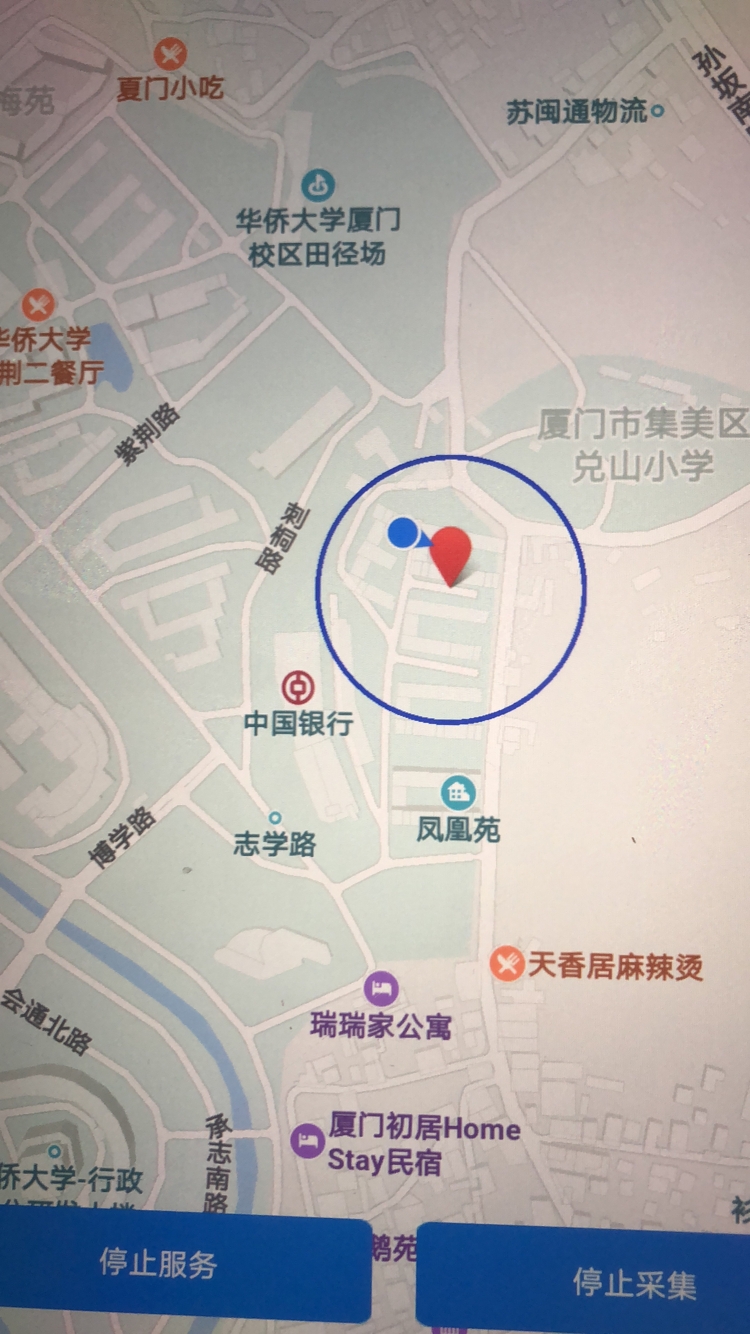 海苑
夏门小吃
孙坂南
苏闽通物流
华侨大学厦门
校区田径场
华侨大学
荆二餐厅
紫荆路
厦门市集美区
兑山小学
刺桐路
中国银行
博学路
志学路
凤凰苑
天香居麻辣烫
会通北路
瑞瑞家公寓
承志南路
厦门初居Home
Stay民宿
侨大学-行政
鹅苑
停止服务
停止采集